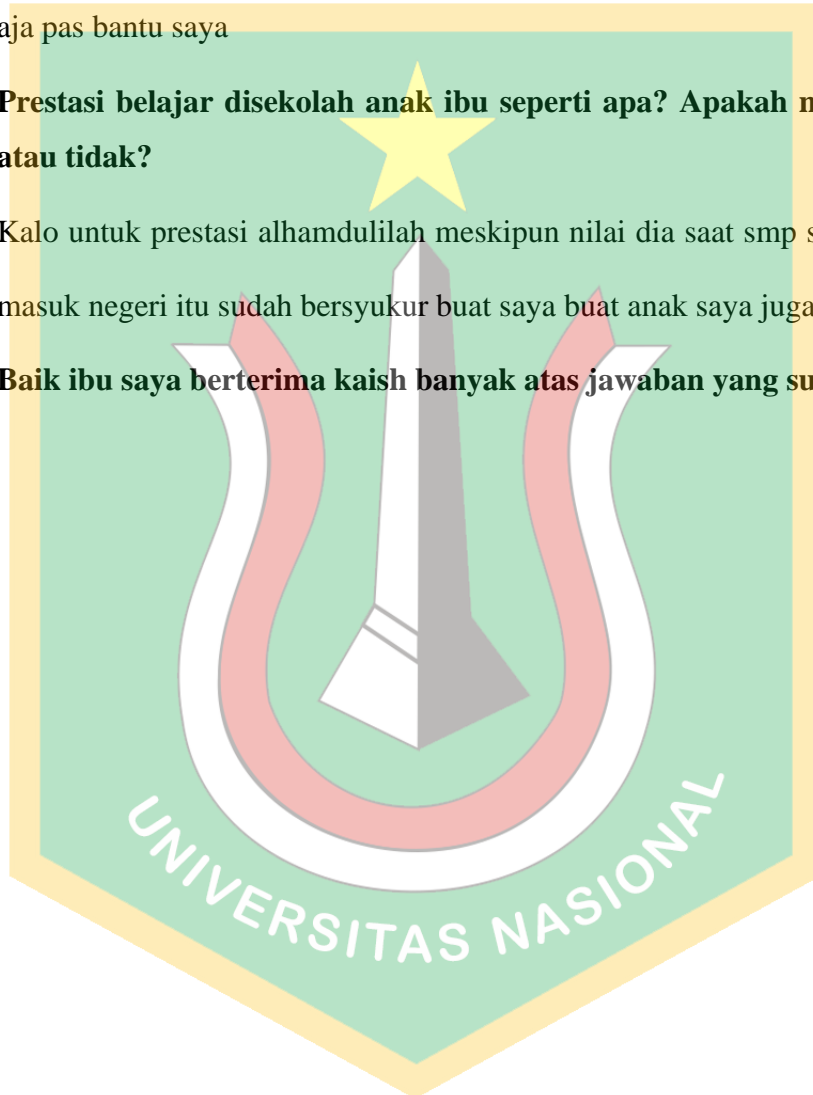 aja pas bantu saya
Prestasi belajar disekolah anak ibu seperti apa? Apakah
atau tidak?
Kalo untuk prestasi alhamdulilah meskipun nilai dia saat smp
masuk negeri itu sudah bersyukur buat saya buat anak saya juga
Baik ibu saya berterima kaish banyak atas jawaban yang
UNIVERSITAS NASIONAL